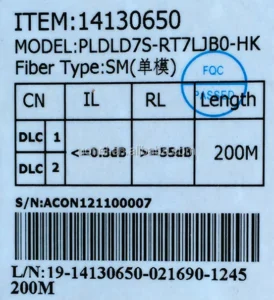 ITEM:14130650
MODEL:PLDLD7S-RT7LJB0-HK
Fiber Type:SM(单模)
FQC
PASSED
CN IL RL Length
DLC 1
<=0.3dB >=55dB 200M
DLC 2
S/N:ACON121100007
L/N:19-14130650-021690-1245
200M